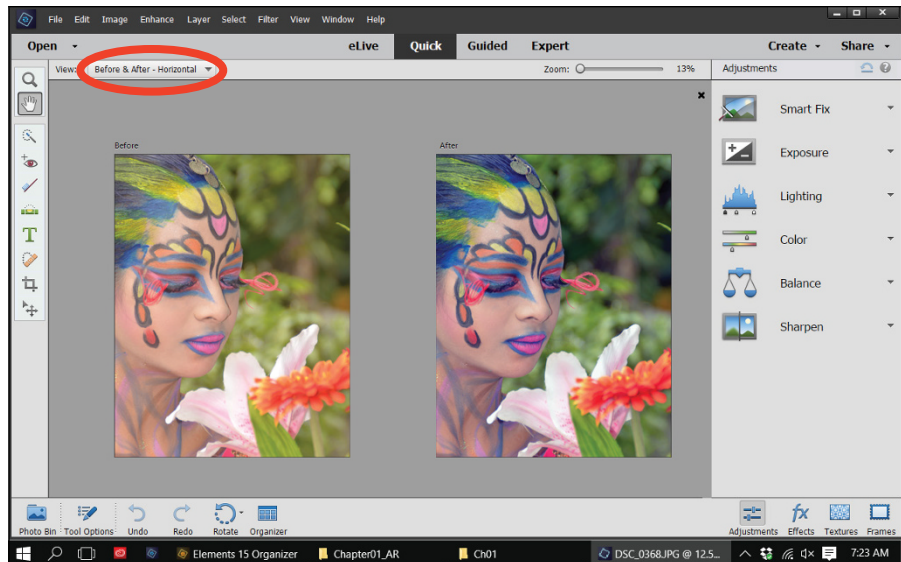 File Edit Image Enhance Layer Select Filter View Window Help
Open eLive Quick Guided Expert Create Share
View: Before & After - Horizontal Zoom: 13% Adjustments
Before After
Smart Fix
Exposure
Lighting
Color
Balance
Sharpen
T
Photo Bin Tool Options Undo Redo Rotate Organizer Adjustments Effects Textures Frames
Elements 15 Organizer Chapter01_AR Ch01 DSC_0368.JPG @ 12.5... 7:23 AM